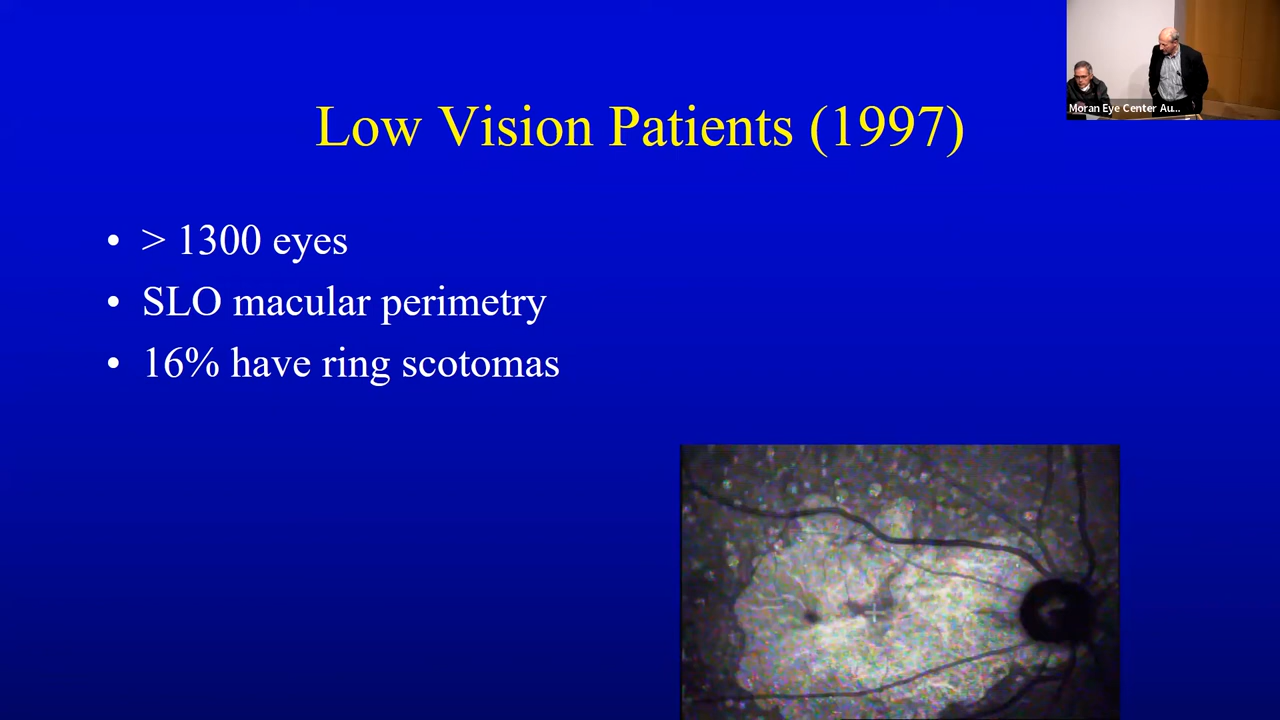 Moran Eye Center Au...
Low Vision Patients (1997)
• > 1300 eyes
• SLO macular perimetry
• 16% have ring scotomas